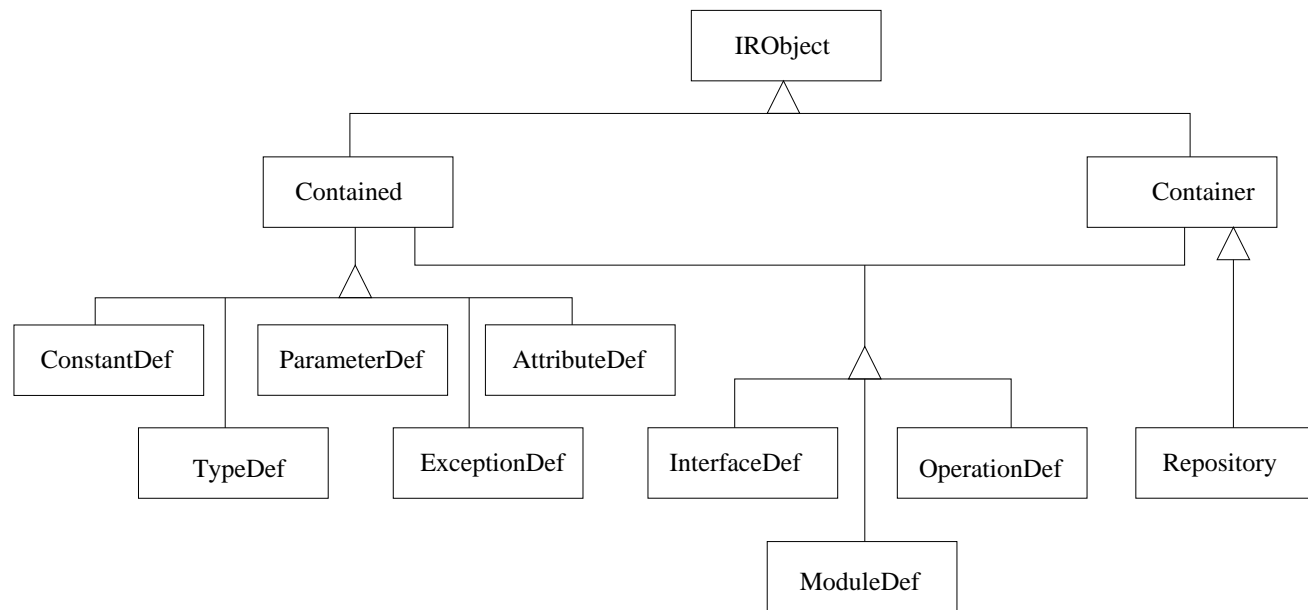 IRObject
Contained
Container
ConstantDef
ParameterDef
AttributeDef
TypeDef
ExceptionDef
InterfaceDef
OperationDef
Repository
ModuleDef